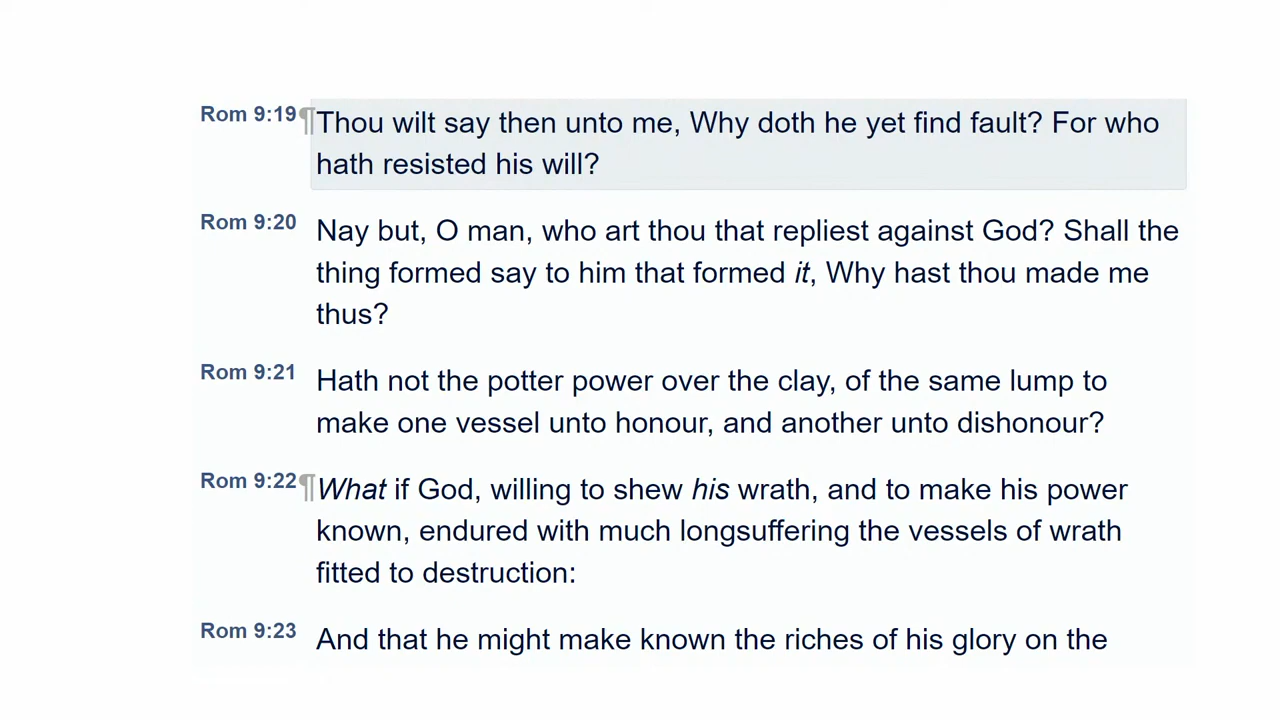 Rom 9:19 ¶Thou wilt say then unto me, Why doth he yet find fault? For who
hath resisted his will?
Rom 9:20 Nay but, O man, who art thou that repliest against God? Shall the
thing formed say to him that formed it, Why hast thou made me
thus?
Rom 9:21 Hath not the potter power over the clay, of the same lump to
make one vessel unto honour, and another unto dishonour?
Rom 9:22 ¶What if God, willing to shew his wrath, and to make his power
known, endured with much longsuffering the vessels of wrath
fitted to destruction:
Rom 9:23 And that he might make known the riches of his glory on the